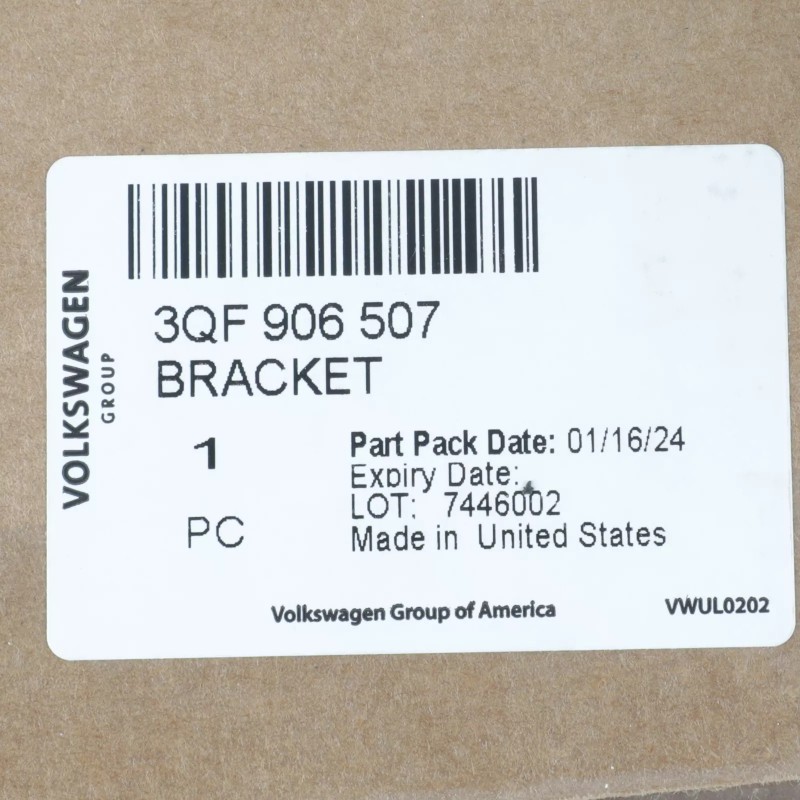 VOLKSWAGEN
GROUP
3QF 906 507
BRACKET
1
PC
Part Pack Date: 01/16/24
Expiry Date:
LOT: 7446002
Made in United States
Volkswagen Group of America
VWUL0202